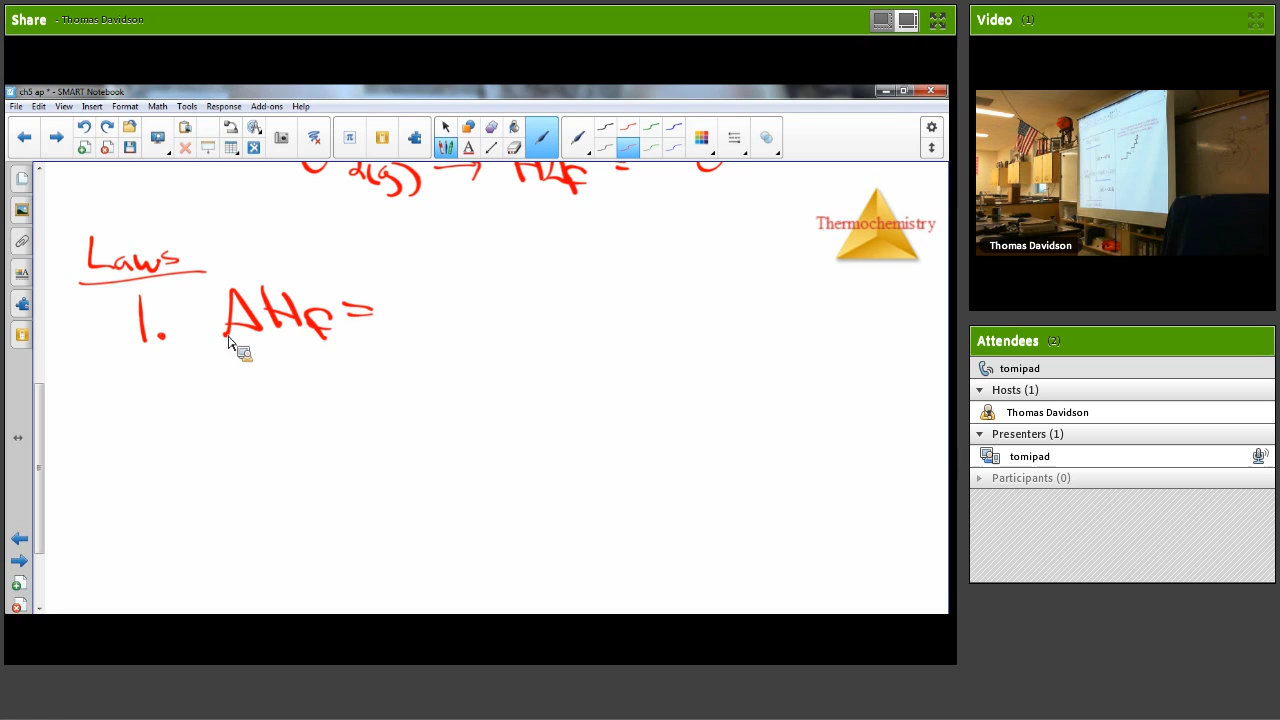 Share - Thomas Davidson
Video (1)
ch5 ap * - SMART Notebook
File Edit View Insert Format Math Tools Response Add-ons Help
2(g) → =
Thermochemistry
Laws
1. ΔHf =
Thomas Davidson
Attendees (2)
tomipad
Hosts (1)
Thomas Davidson
Presenters (1)
tomipad
Participants (0)